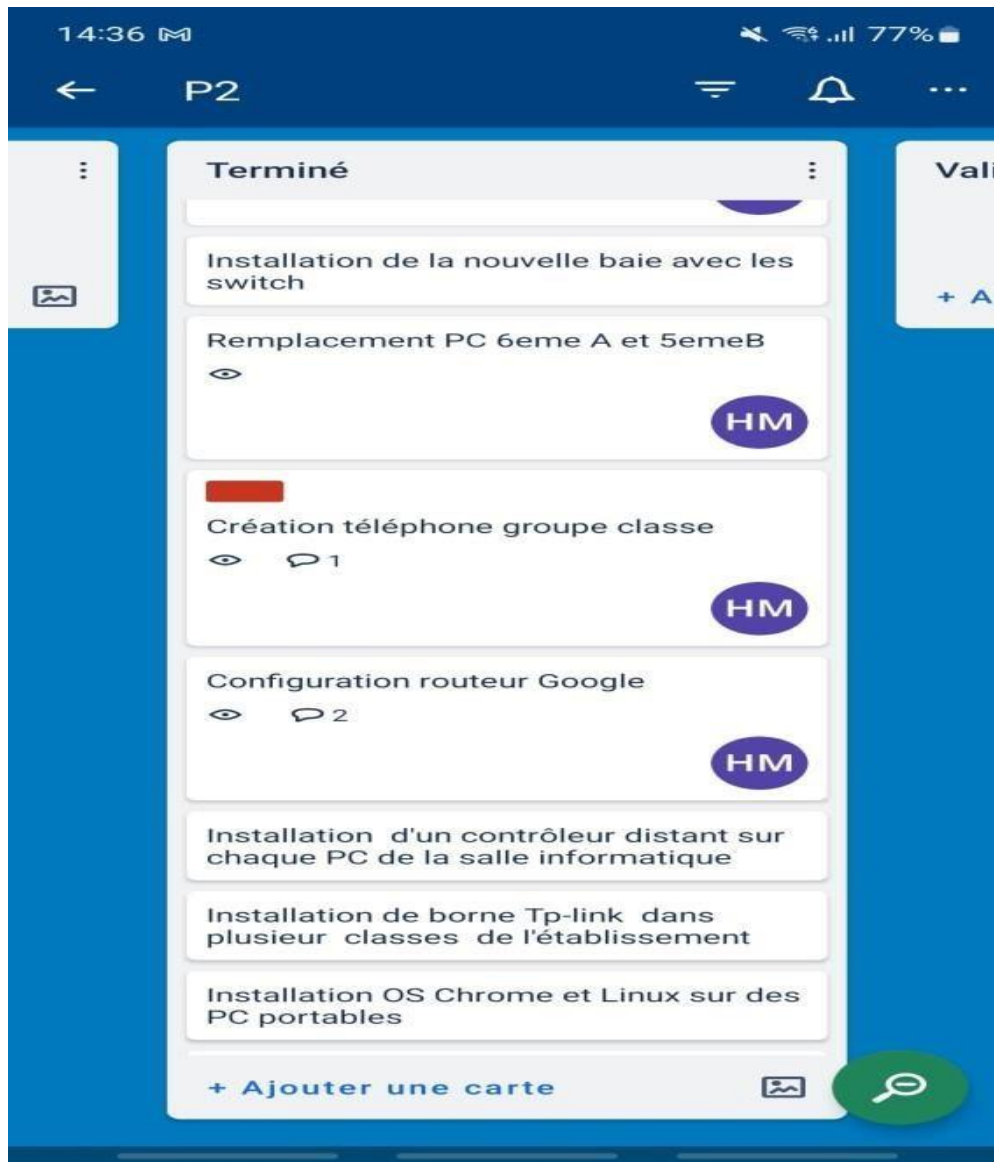 14:36 77%
P2
Terminé
Vali
Installation de la nouvelle baie avec les
switch
+ A
Remplacement PC 6eme A et 5emeB
HM
Création téléphone groupe classe
1
HM
Configuration routeur Google
2
HM
Installation d'un contrôleur distant sur
chaque PC de la salle informatique
Installation de borne Tp-link dans
plusieur classes de l'établissement
Installation OS Chrome et Linux sur des
PC portables
+ Ajouter une carte